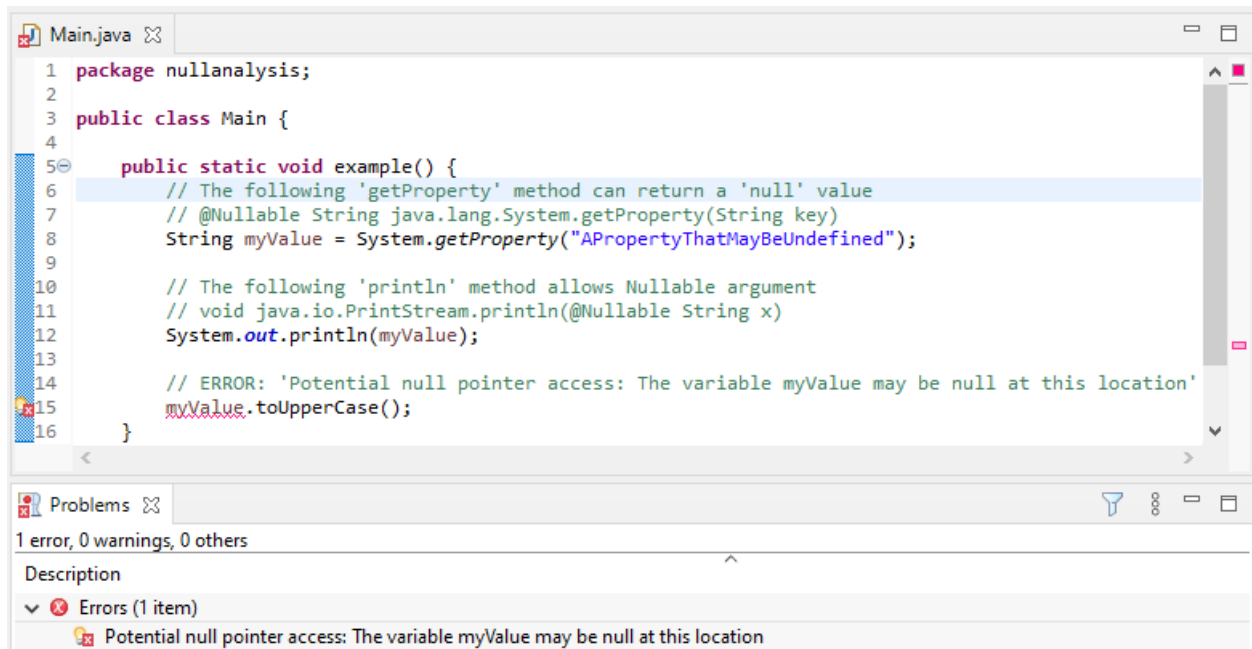 Main.java
1 package nullanalysis;
2
3 public class Main {
4
5 public static void example() {
6 // The following 'getProperty' method can return a 'null' value
7 // @Nullable String java.lang.System.getProperty(String key)
8 String myValue = System.getProperty("APropertyThatMayBeUndefined");
9
10 // The following 'println' method allows Nullable argument
11 // void java.io.PrintStream.println(@Nullable String x)
12 System.out.println(myValue);
13
14 // ERROR: 'Potential null pointer access: The variable myValue may be null at this location'
15 myValue.toUpperCase();
16 }
Problems
1 error, 0 warnings, 0 others
Description
Errors (1 item)
Potential null pointer access: The variable myValue may be null at this location